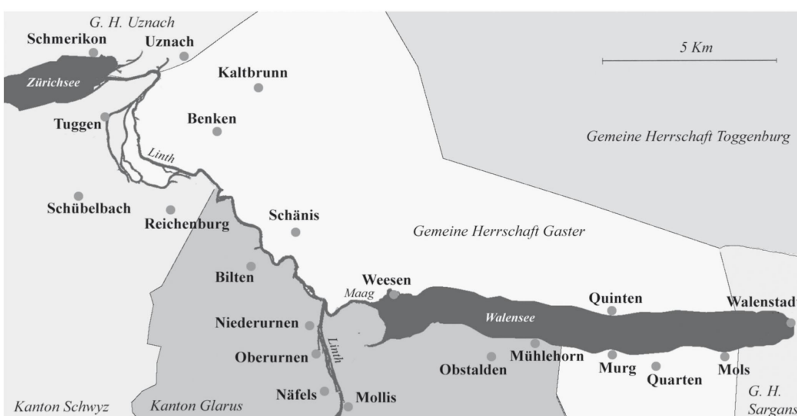 G. H. Uznach
Schmerikon
Uznach
5 Km
Zürichsee
Kaltbrunn
Tuggen
Benken
Gemeine Herrschaft Toggenburg
Linth
Schübelbach
Reichenburg
Schänis
Gemeine Herrschaft Gaster
Bilten
Weesen
Maag
Quinten
Walenstadt
Niederurnen
Walensee
Linth
Oberurnen
Obstalden
Mühlehorn
Murg
Quarten
Mols
Näfels
Mollis
Kanton Schwyz
Kanton Glarus
G. H.
Sargans